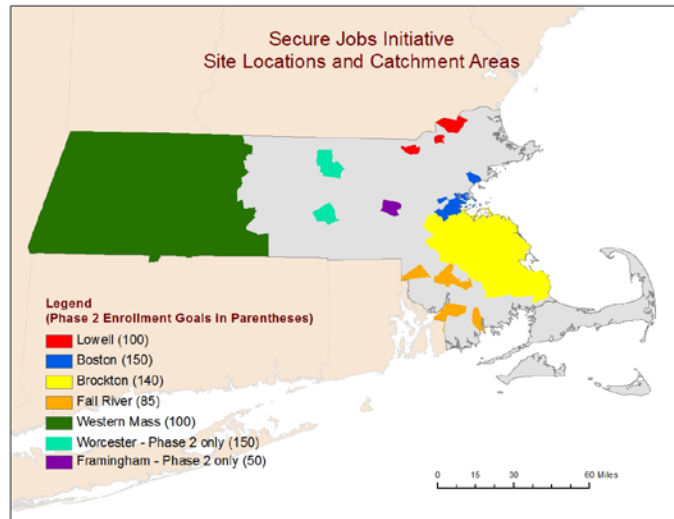 Secure Jobs Initiative
Site Locations and Catchment Areas
Legend
(Phase 2 Enrollment Goals in Parentheses)
Lowell (100)
Boston (150)
Brockton (140)
Fall River (85)
Western Mass (100)
Worcester - Phase 2 only (150)
Framingham - Phase 2 only (50)
0 15 30 60 Miles